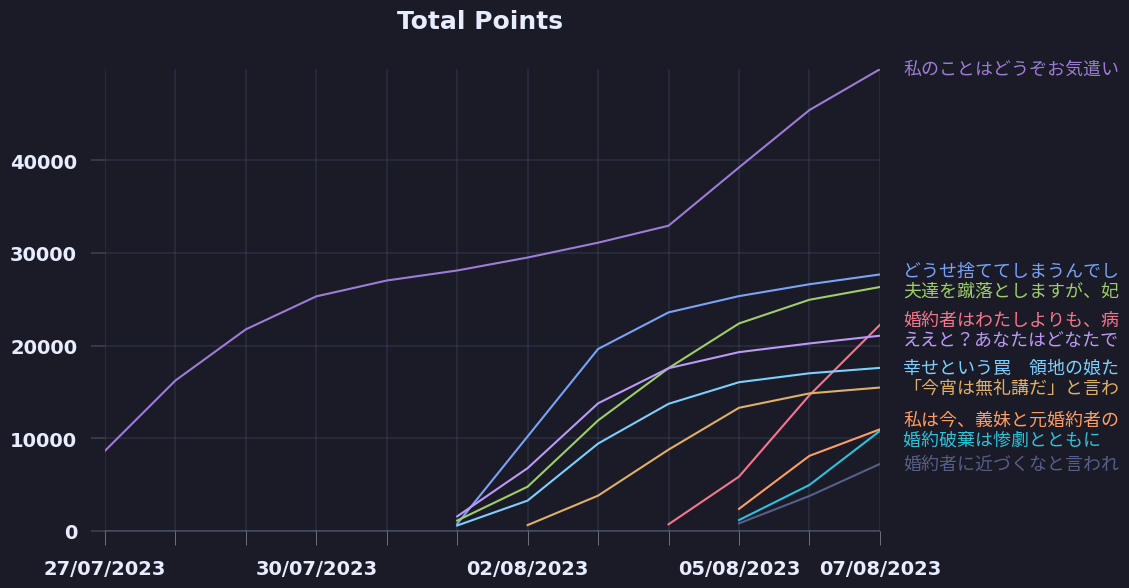 Total Points
私のことはどうぞお気遣い
40000
30000
どうせ捨ててしまうんでし
夫達を蹴落としますが、妃
婚約者はわたしよりも、病
20000
ええと？あなたはどなたで
幸せという罠　領地の娘た
「今宵は無礼講だ」と言わ
私は今、義妹と元婚約者の
10000
婚約破棄は惨劇とともに
婚約者に近づくなと言われ
0
27/07/2023 30/07/2023 02/08/2023 05/08/2023 07/08/2023